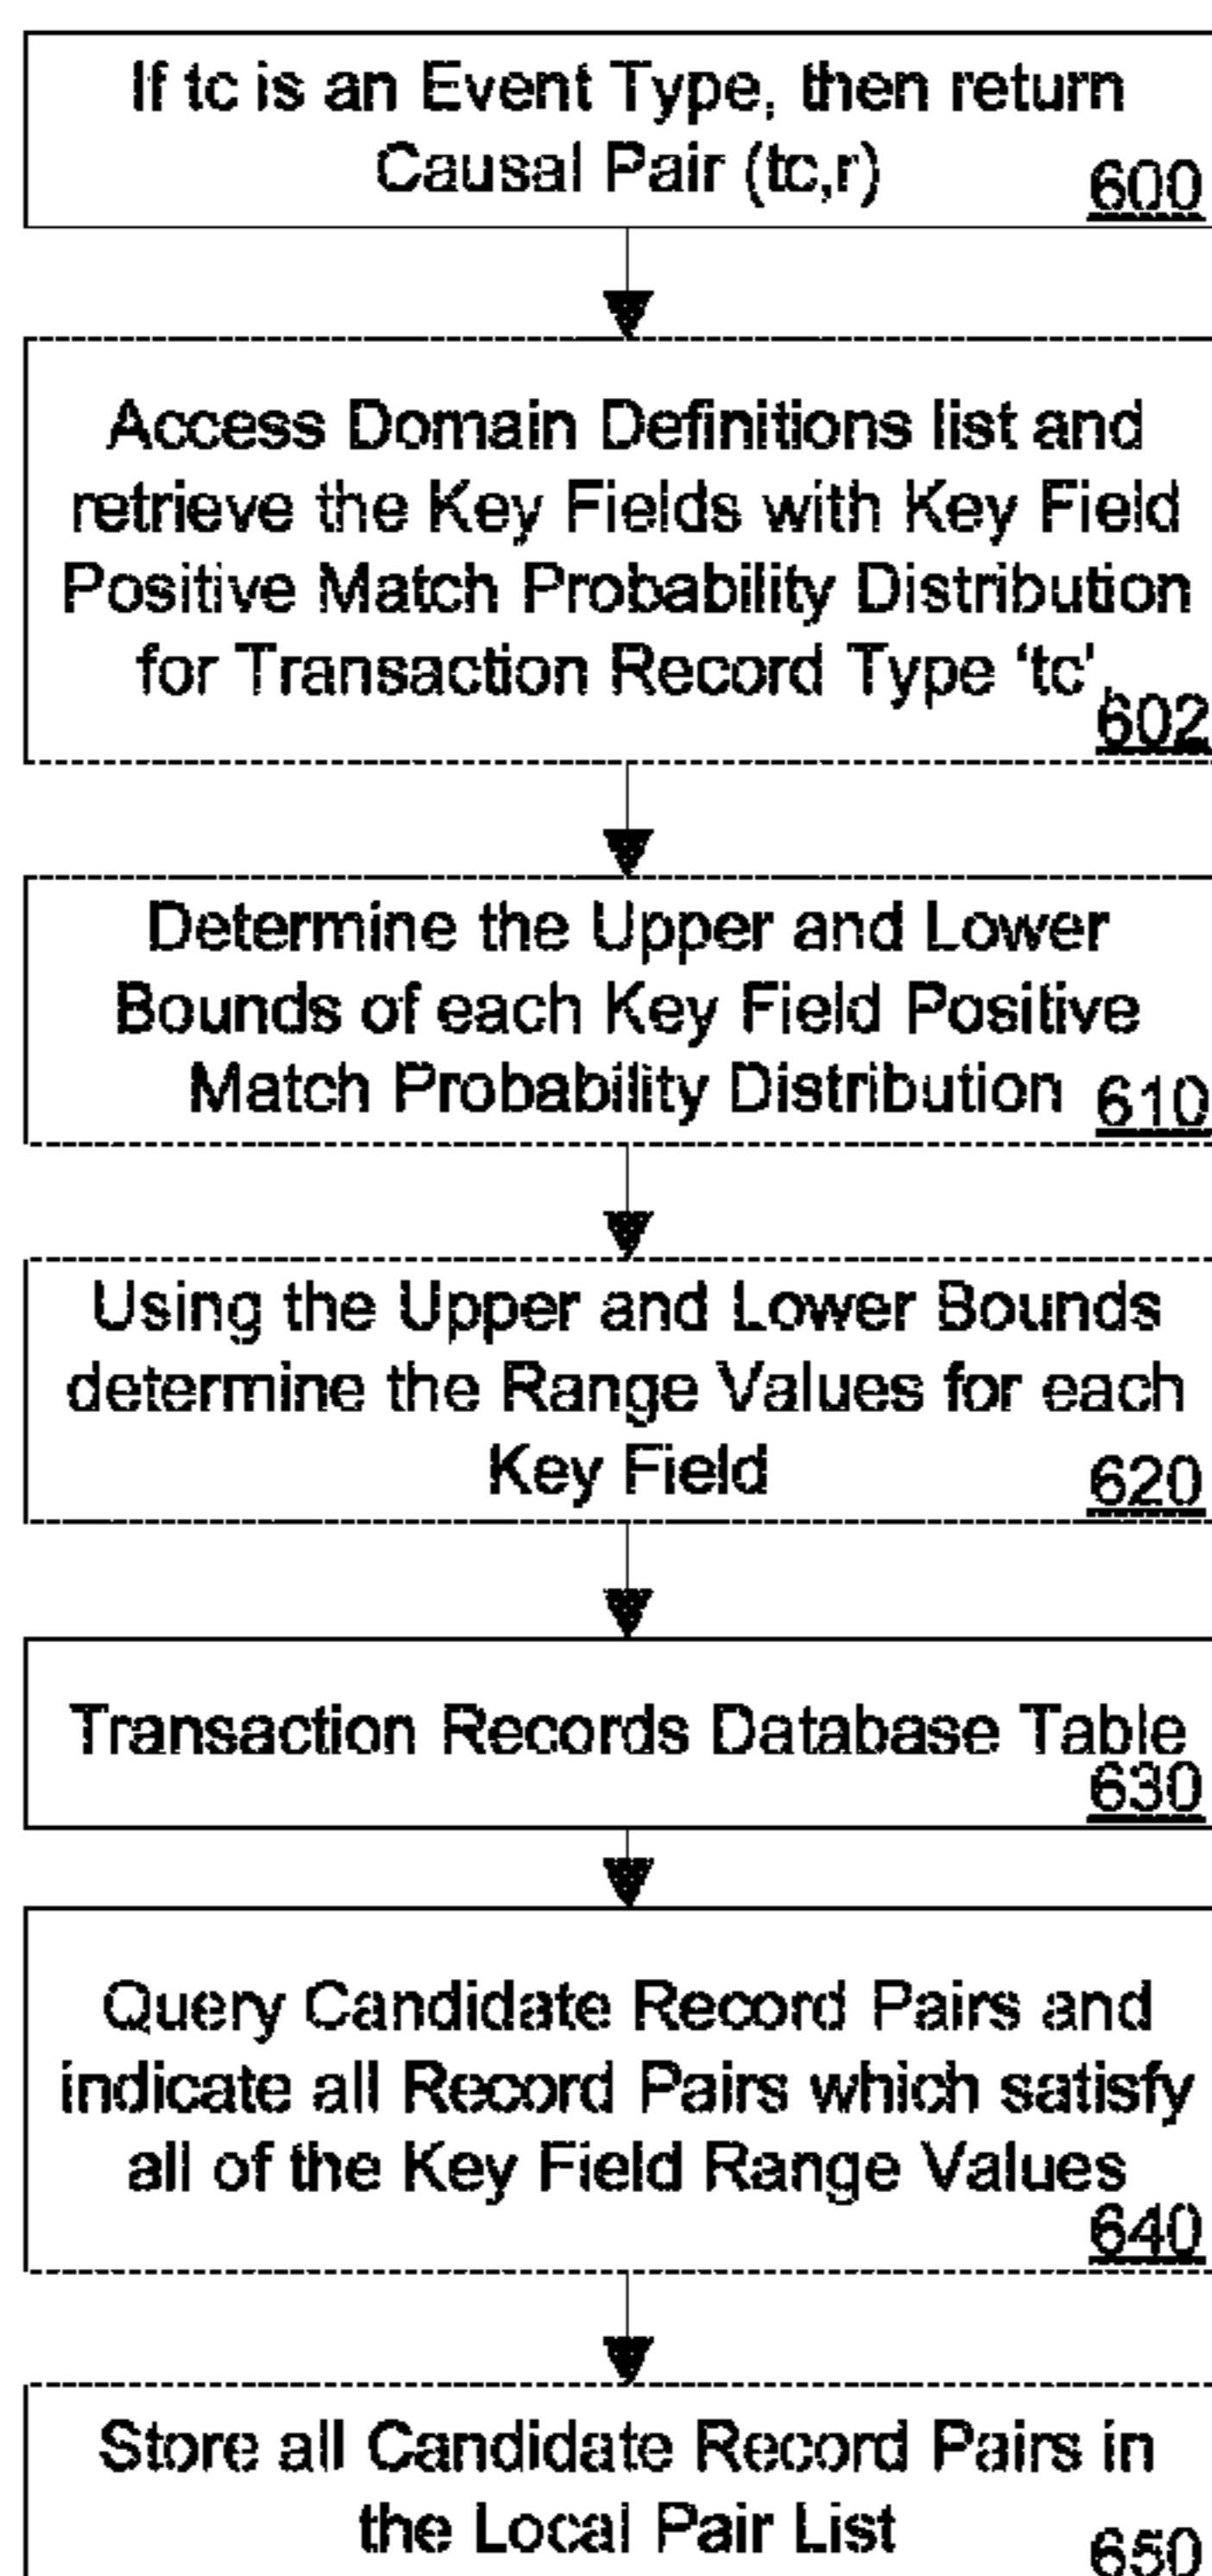 If tc is an Event Type, then return
Causal Pair (tc,r)
600
Access Domain Definitions list and
retrieve the Key Fields with Key Field
Positive Match Probability Distribution
for Transaction Record Type ‘tc’.
602
Determine the Upper and Lower
Bounds of each Key Field Positive
Match Probability Distribution
610
Using the Upper and Lower Bounds
determine the Range Values for each
Key Field
620
Transaction Records Database Table
630
Query Candidate Record Pairs and
indicate all Record Pairs which satisfy
all of the Key Field Range Values
640
Store all Candidate Record Pairs in
the Local Pair List
650